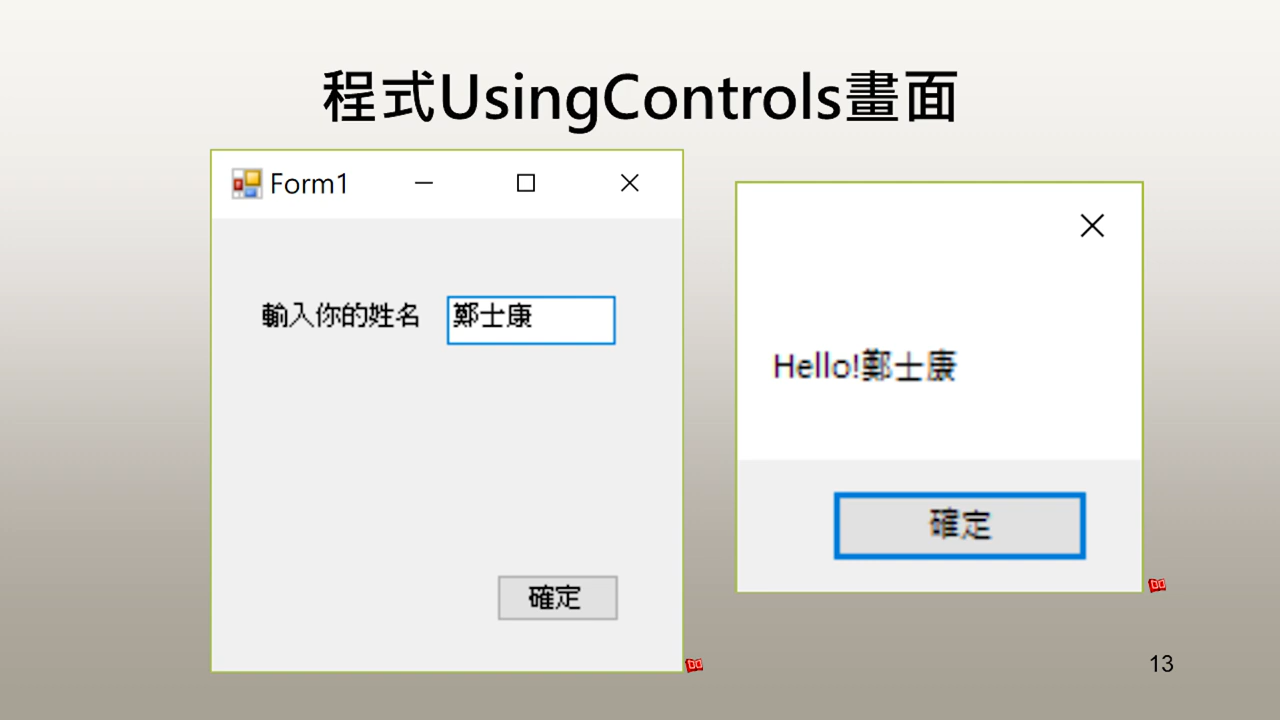 程式UsingControls畫面
Form1
輸入你的姓名 鄭士康
確定
Hello!鄭士康
確定
13